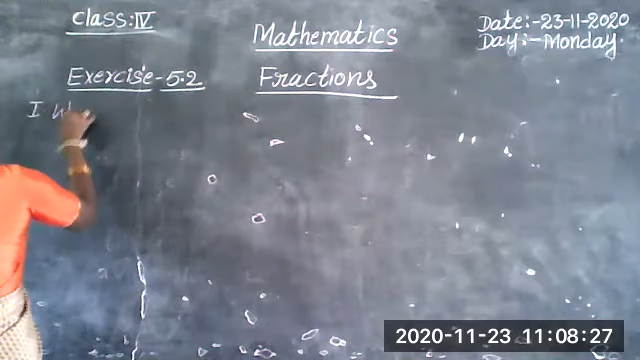 Class:IV
Mathematics
Date:-23-11-2020
Day:-Monday.
Exercise-5.2
Fractions
I
2020-11-23 11:08:27